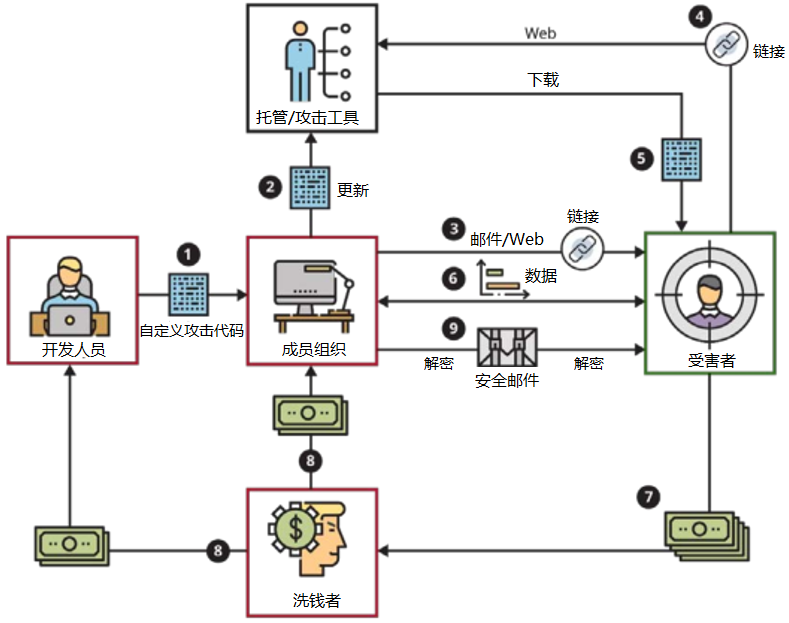 4
Web
链接
下载
托管/攻击工具
5
2
更新
链接
3
邮件/Web
1
6
数据
自定义攻击代码
9
开发人员
成员组织
解密
解密
受害者
安全邮件
8
7
8
$
洗钱者